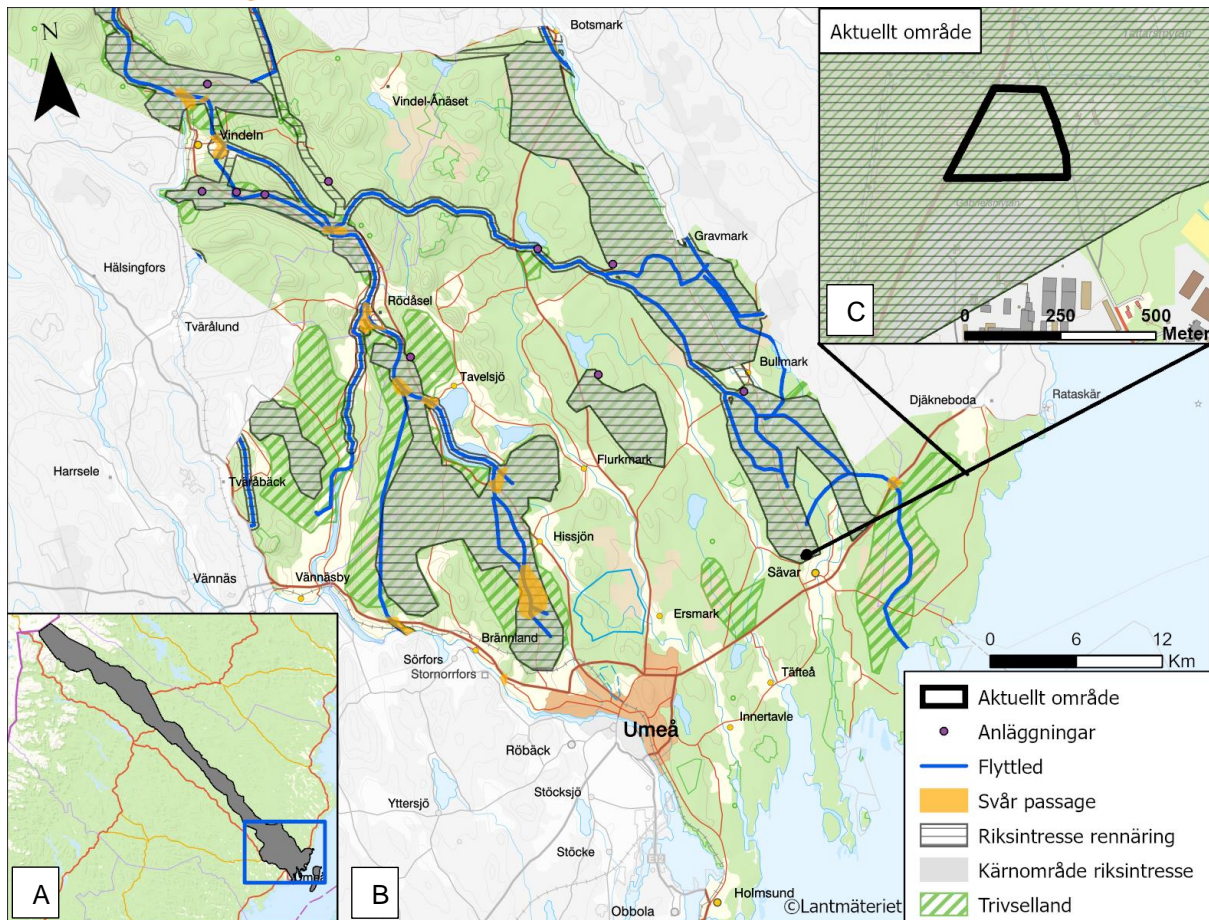 N
Botsmark
Vindel-Ånäset
Vindeln
Gravmark
Hälsingfors
Rödåsel
Tvärålund
Tavelsjö
Bullmark
Djäkneboda
Rataskär
Harrsele
Tvåråbäck
Flurkmark
Hissjön
Sävar
Vännäs
Vännäsby
Ersmark
Brännland
Sörfors
Stornorrfors
Täfteå
Umeå
Innertavle
Röbäck
Stöcksjö
Yttersjö
Stöcke
E12
Holmsund
Obbola
©Lantmäteriet
0 6 12
Km
A
B
Aktuellt område
C
0 250 500
Meter
Aktuellt område
Anläggningar
Flyttled
Svår passage
Riksintresse rennäring
Kärnområde riksintresse
Trivselland